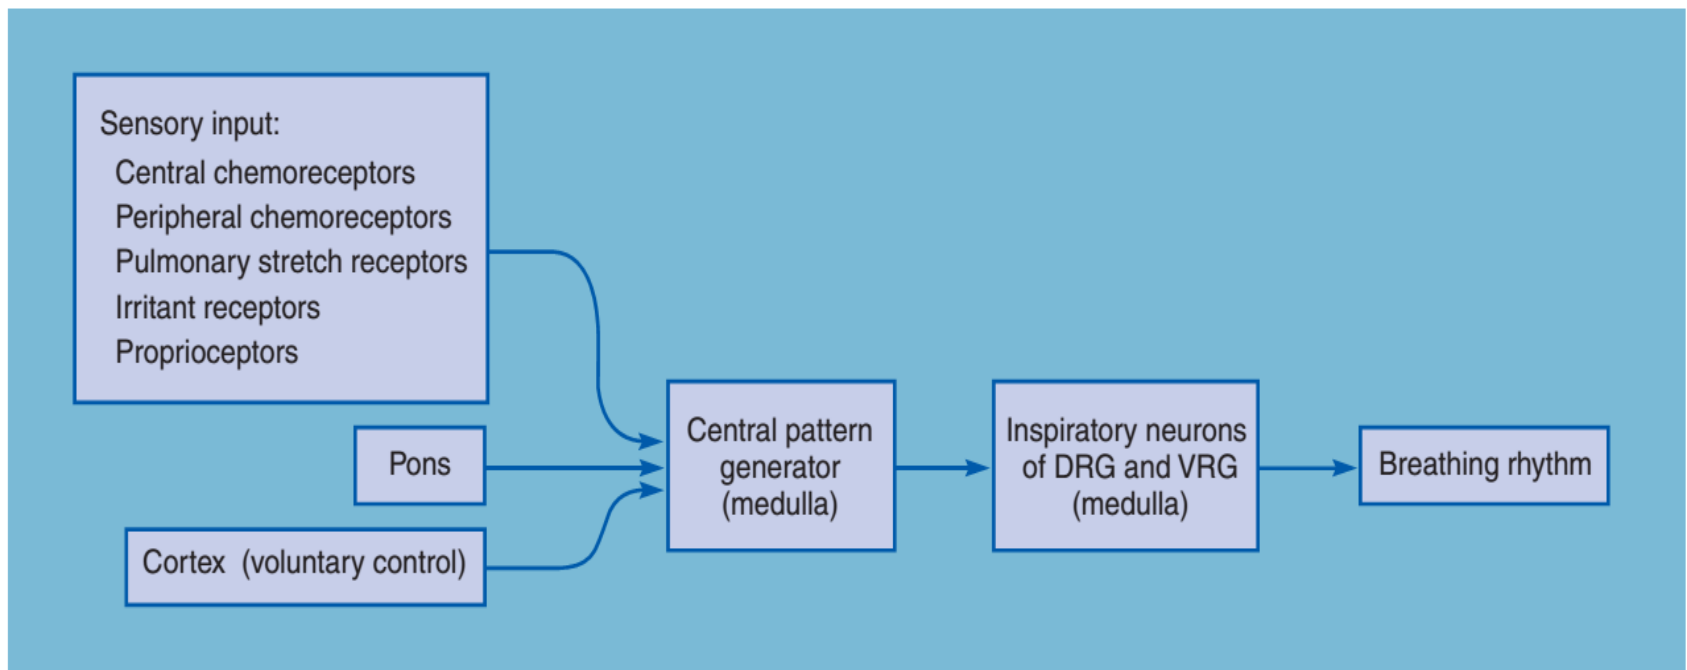 Sensory input:
Central chemoreceptors
Peripheral chemoreceptors
Pulmonary stretch receptors
Irritant receptors
Proprioceptors
Pons
Cortex (voluntary control)
Central pattern
generator
(medulla)
Inspiratory neurons
of DRG and VRG
(medulla)
Breathing rhythm